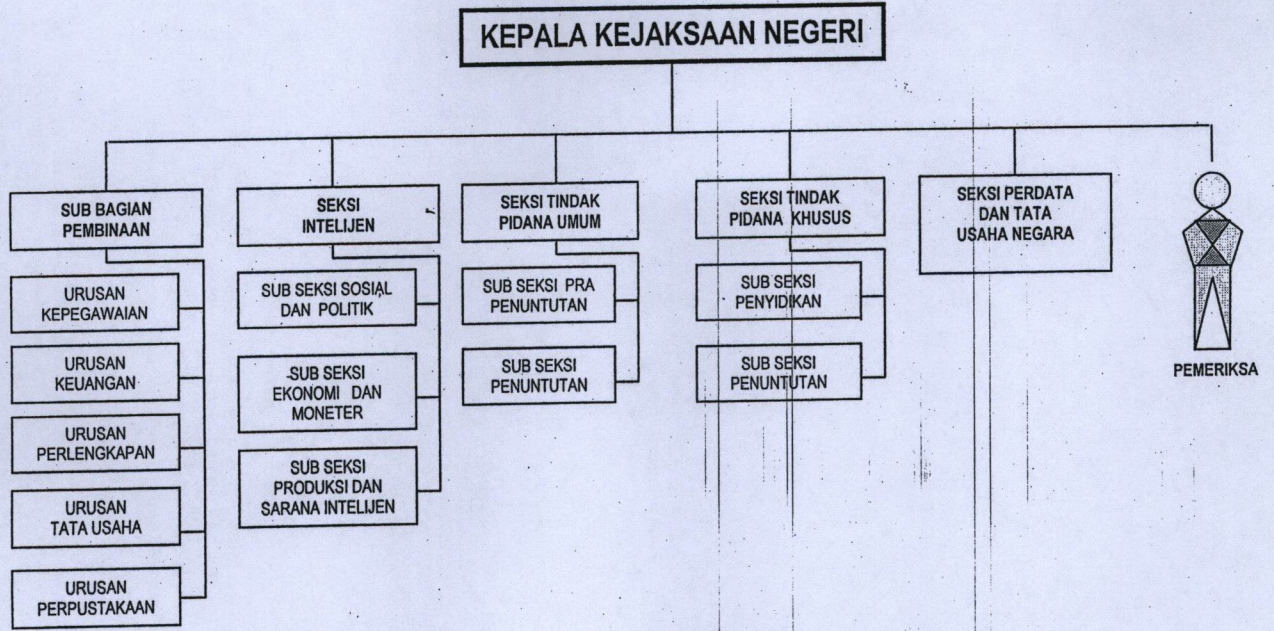 KEPALA KEJAKSAAN NEGERI
SUB BAGIAN
PEMBINAAN
URUSAN
KEPEGAWAIAN
URUSAN
KEUANGAN
URUSAN
PERLENGKAPAN
URUSAN
TATA USAHA
URUSAN
PERPUSTAKAAN
SEKSI
INTELIJEN
SUB SEKSI SOSIAL
DAN POLITIK
SUB SEKSI
EKONOMI DAN
MONETER
SUB SEKSI
PRODUKSI DAN
SARANA INTELIJEN
SEKSI TINDAK
PIDANA UMUM
SUB SEKSI PRA
PENUNTUTAN
SUB SEKSI
PENUNTUTAN
SEKSI TINDAK
PIDANA KHUSUS
SUB SEKSI
PENYIDIKAN
SUB SEKSI
PENUNTUTAN
SEKSI PERDATA
DAN TATA
USAHA NEGARA
PEMERIKSA